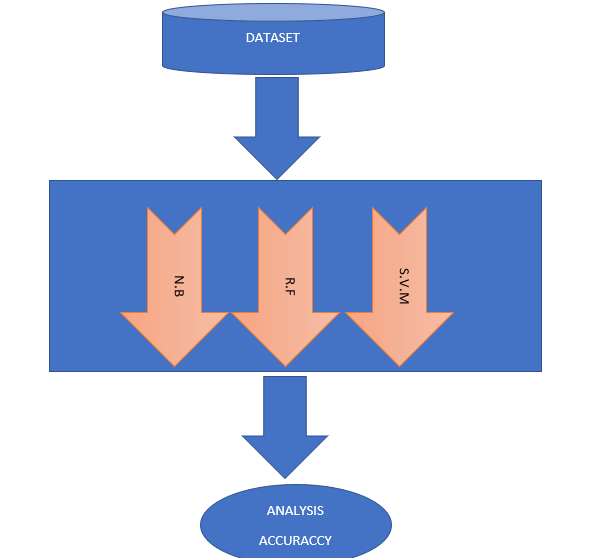 DATASET
N.B
R.F
S.V.M
ANALYSIS
ACCURACCY